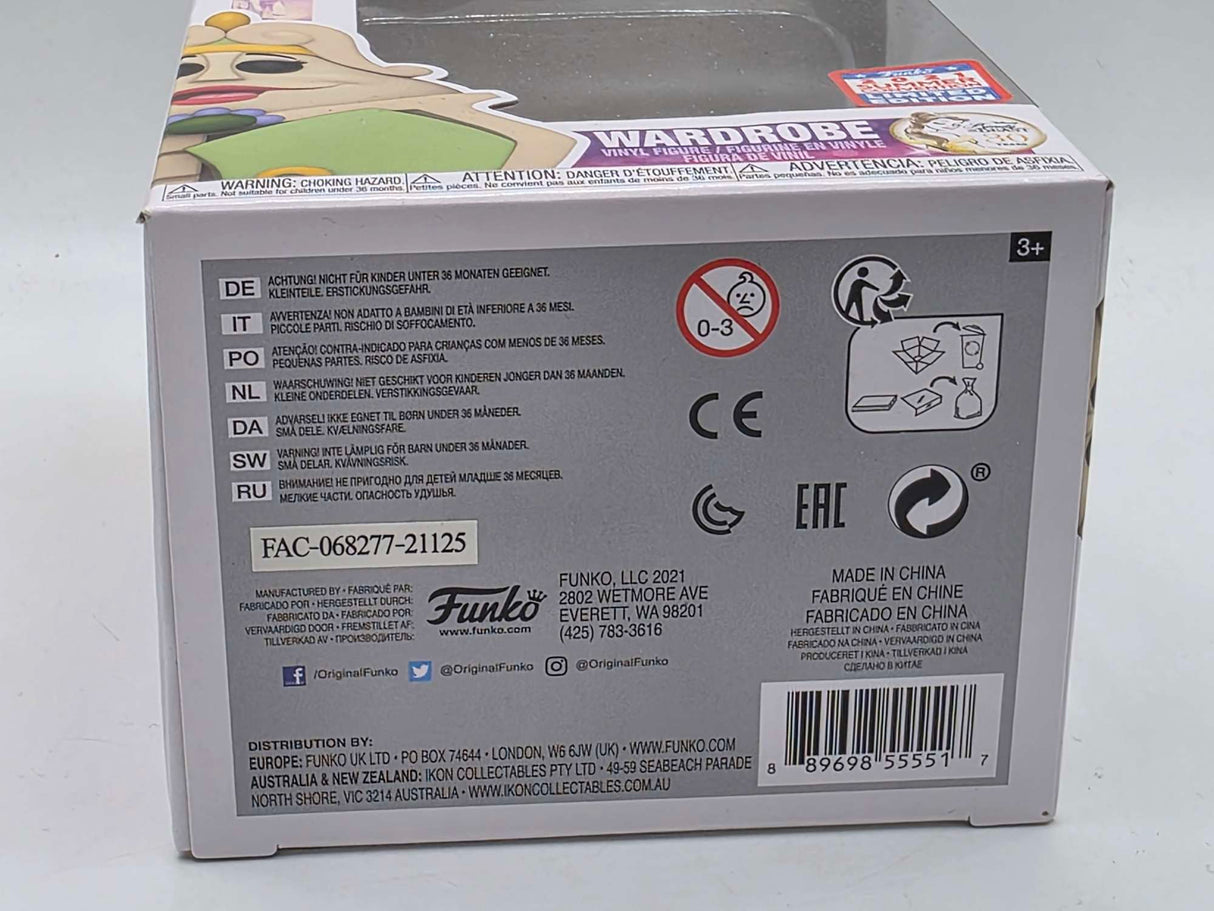 Funko
2021
SUMMER
CONVENTION
LIMITED
EDITION
WARDROBE
VINYL FIGURE / FIGURINE EN VINYLE
FIGURA DE VINIL
30
WARNING: CHOKING HAZARD.
Small parts. Not suitable for children under 36 months.
ATTENTION: DANGER D'ÉTOUFFEMENT.
Petites pièces. Ne convient pas aux enfants de moins de 36 mois.
ADVERTENCIA: PELIGRO DE ASFIXIA.
Partes pequeñas. No es adecuado para niños menores de 36 meses.
3+
DE ACHTUNG! NICHT FÜR KINDER UNTER 36 MONATEN GEEIGNET.
KLEINTEILE. ERSTICKUNGSGEFAHR.
IT AVVERTENZA! NON ADATTO A BAMBINI DI ETÀ INFERIORE A 36 MESI.
PICCOLE PARTI. RISCHIO DI SOFFOCAMENTO.
PO ATENÇÃO! CONTRA-INDICADO PARA CRIANÇAS COM MENOS DE 36 MESES.
PEQUENAS PARTES. RISCO DE ASFIXIA.
NL WAARSCHUWING! NIET GESCHIKT VOOR KINDEREN JONGER DAN 36 MAANDEN.
KLEINE ONDERDELEN. VERSTIKKINGSGEVAAR.
DA ADVARSEL! IKKE EGNET TIL BØRN UNDER 36 MÅNEDER.
SMÅ DELE. KVÆLNINGSFARE.
SW VARNING! INTE LÄMPLIG FÖR BARN UNDER 36 MÅNADER.
SMÅ DELAR. KVÄVNINGSRISK.
RU ВНИМАНИЕ! НЕ ПРИГОДНО ДЛЯ ДЕТЕЙ МЛАДШЕ 36 МЕСЯЦЕВ.
МЕЛКИЕ ЧАСТИ. ОПАСНОСТЬ УДУШЬЯ.
0-3
CE
EAC
®
FAC-068277-21125
MANUFACTURED BY • FABRIQUÉ PAR:
FABRICADO POR • HERGESTELLT DURCH:
FABBRICATO DA • FABRICADO POR:
VERVAARDIGD DOOR • FREMSTILLET AF:
TILLVERKAD AV • ПРОИЗВОДИТЕЛЬ:
Funko
www.funko.com
FUNKO, LLC 2021
2802 WETMORE AVE
EVERETT, WA 98201
(425) 783-3616
MADE IN CHINA
FABRIQUÉ EN CHINE
FABRICADO EN CHINA
HERGESTELLT IN CHINA • FABBRICATO IN CINA
FABRICADO NA CHINA • VERVAARDIGD IN CHINA
PRODUCERET I KINA • TILLVERKAD I KINA
СДЕЛАНО В КИТАЕ
/OriginalFunko @OriginalFunko @OriginalFunko
DISTRIBUTION BY:
EUROPE: FUNKO UK LTD • PO BOX 74644 • LONDON, W6 6JW (UK) • WWW.FUNKO.COM
AUSTRALIA & NEW ZEALAND: IKON COLLECTABLES PTY LTD • 49-59 SEABEACH PARADE
NORTH SHORE, VIC 3214 AUSTRALIA • WWW.IKONCOLLECTABLES.COM.AU
8 89698 55551 7